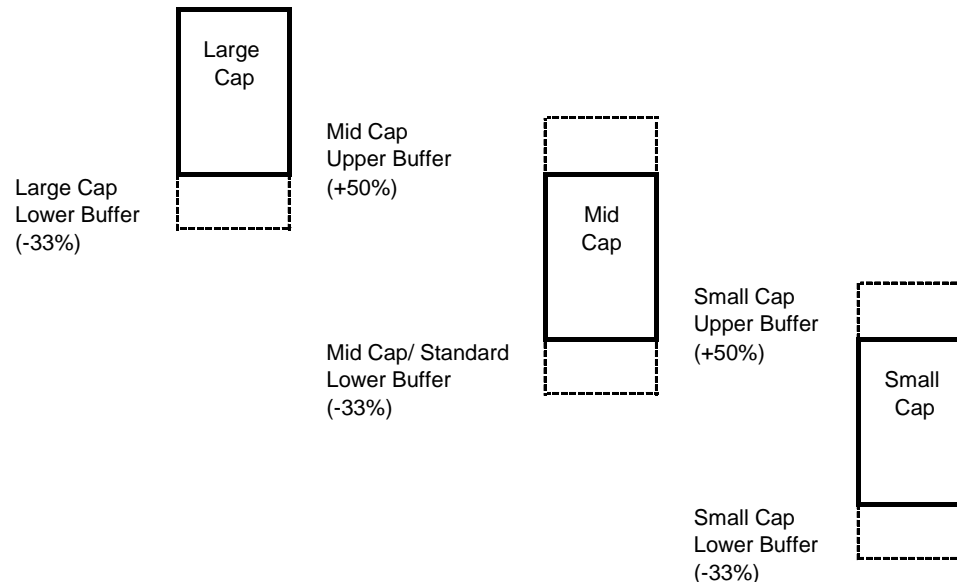 Large
Cap
Mid Cap
Upper Buffer
(+50%)
Large Cap
Lower Buffer
(-33%)
Mid
Cap
Small Cap
Upper Buffer
(+50%)
Mid Cap/ Standard
Lower Buffer
(-33%)
Small
Cap
Small Cap
Lower Buffer
(-33%)